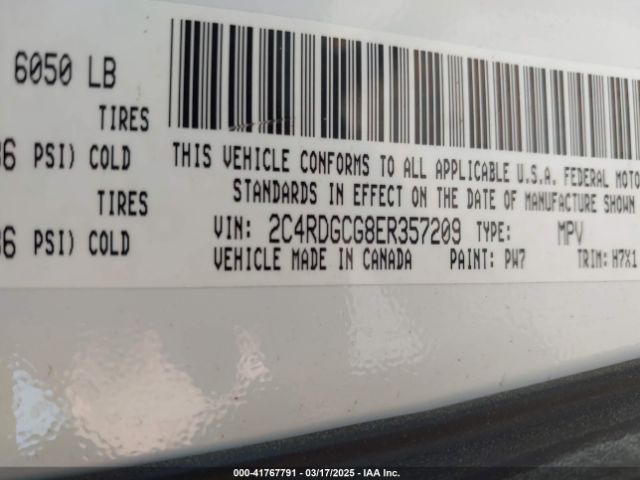 6050 LB
TIRES
36 PSI) COLD
TIRES
36 PSI) COLD
THIS VEHICLE CONFORMS TO ALL APPLICABLE U.S.A. FEDERAL MOTO
STANDARDS IN EFFECT ON THE DATE OF MANUFACTURE SHOWN
VIN: 2C4RDGCG8ER357209 TYPE: MPV
VEHICLE MADE IN CANADA PAINT: PW7 TRIM: H7X1
000-41767791 - 03/17/2025 - IAA Inc.